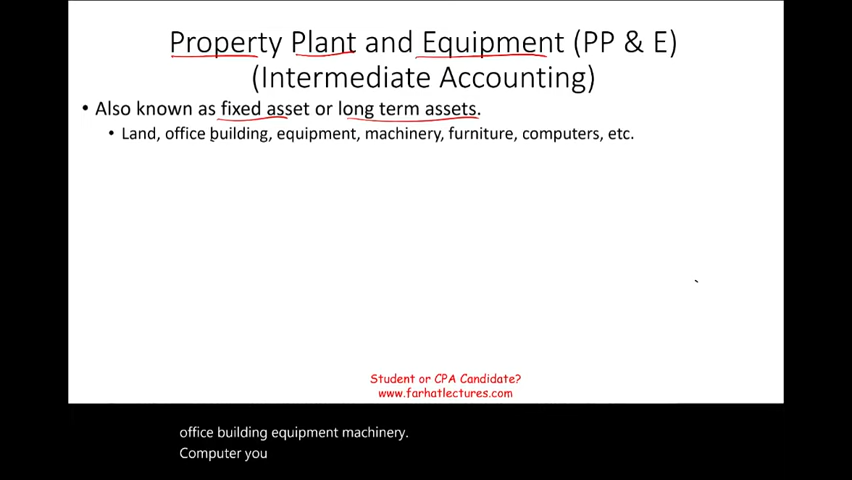 Property Plant and Equipment (PP & E)
(Intermediate Accounting)
• Also known as fixed asset or long term assets.
• Land, office building, equipment, machinery, furniture, computers, etc.
Student or CPA Candidate?
www.farhatlectures.com
office building equipment machinery.
Computer you